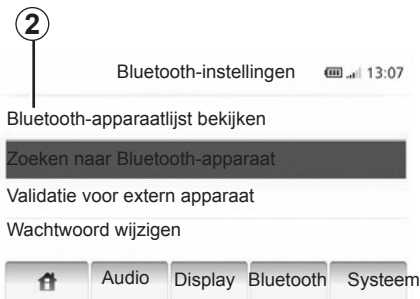 2
Bluetooth-instellingen 13:07
Bluetooth-apparaatlijst bekijken
Zoeken naar Bluetooth-apparaat
Validatie voor extern apparaat
Wachtwoord wijzigen
Audio Display Bluetooth Systeem